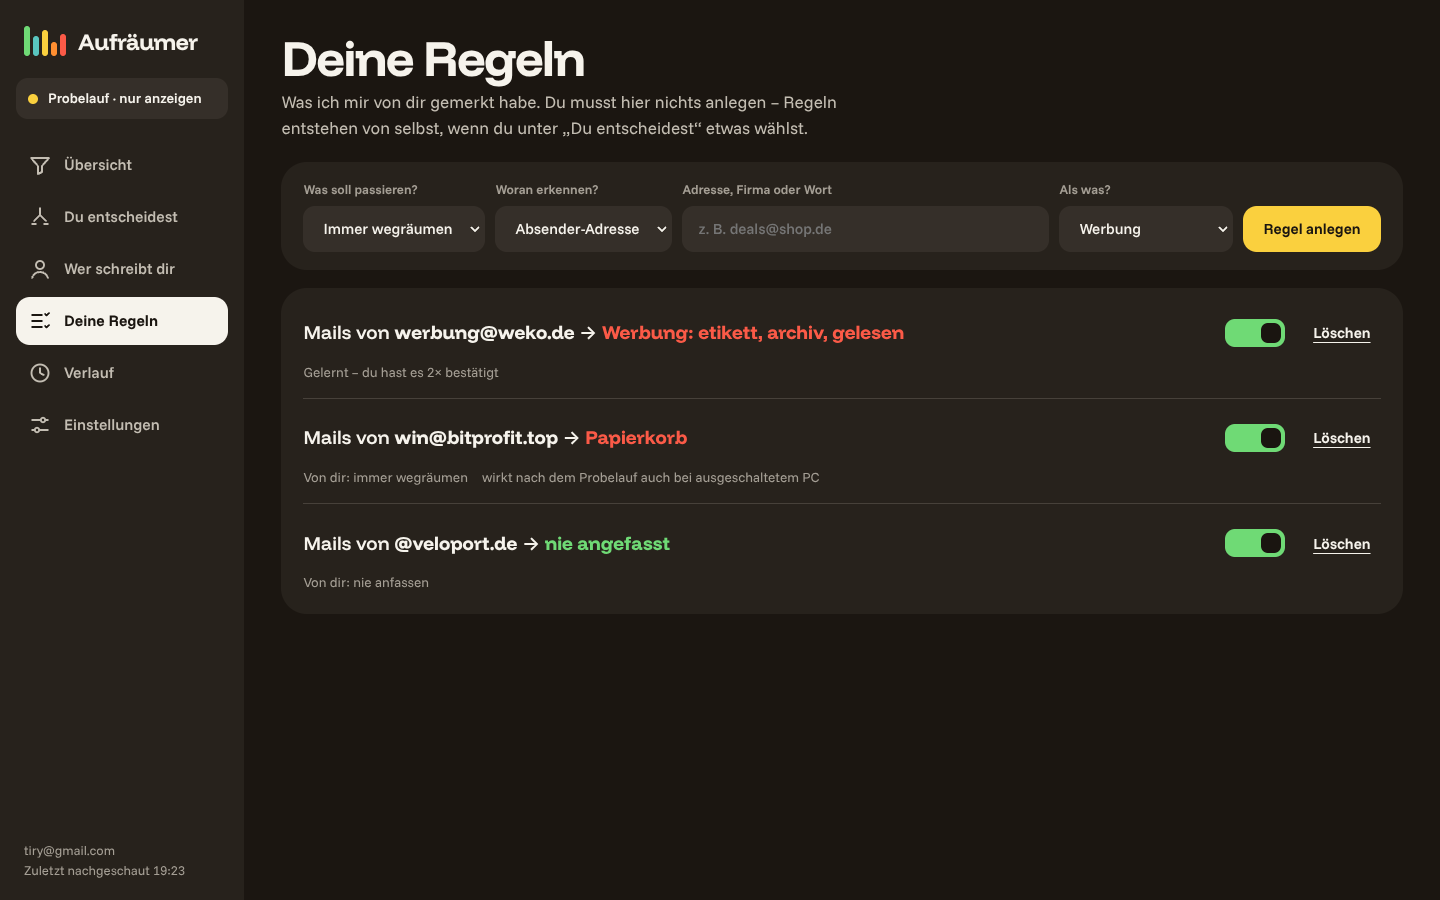 Aufräumer
Probelauf · nur anzeigen
Übersicht
Du entscheidest
Wer schreibt dir
Deine Regeln
Verlauf
Einstellungen
tiry@gmail.com
Zuletzt nachgeschaut 19:23
Deine Regeln
Was ich mir von dir gemerkt habe. Du musst hier nichts anlegen – Regeln
entstehen von selbst, wenn du unter „Du entscheidest“ etwas wählst.
Was soll passieren? Woran erkennen? Adresse, Firma oder Wort Als was?
Immer wegräumen Absender-Adresse z. B. deals@shop.de Werbung Regel anlegen
Mails von werbung@weko.de → Werbung: etikett, archiv, gelesen Löschen
Gelernt – du hast es 2× bestätigt
Mails von win@bitprofit.top → Papierkorb Löschen
Von dir: immer wegräumen wirkt nach dem Probelauf auch bei ausgeschaltetem PC
Mails von @veloport.de → nie angefasst Löschen
Von dir: nie anfassen